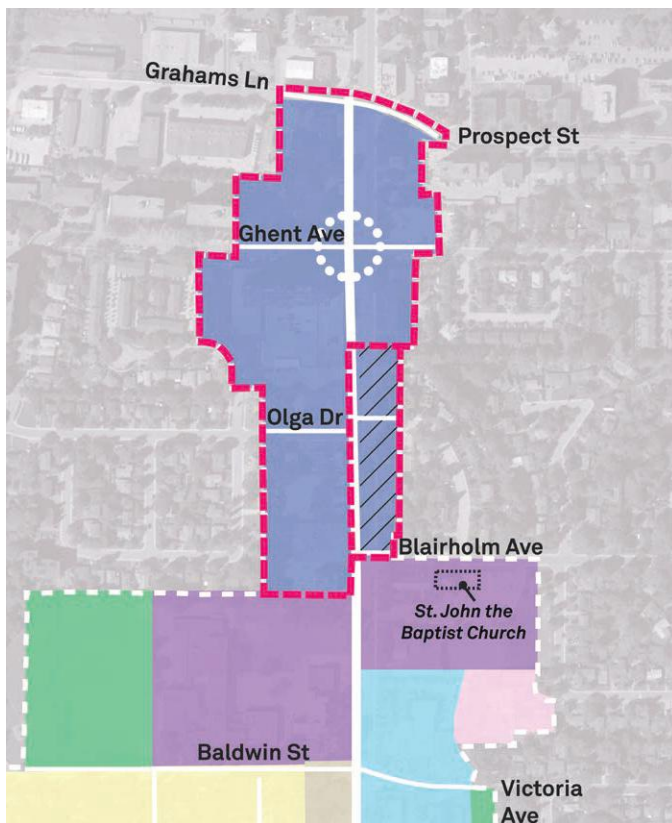 Grahams Ln
Prospect St
Ghent Ave
Olga Dr
Blairholm Ave
St. John the
Baptist Church
Baldwin St
Victoria
Ave